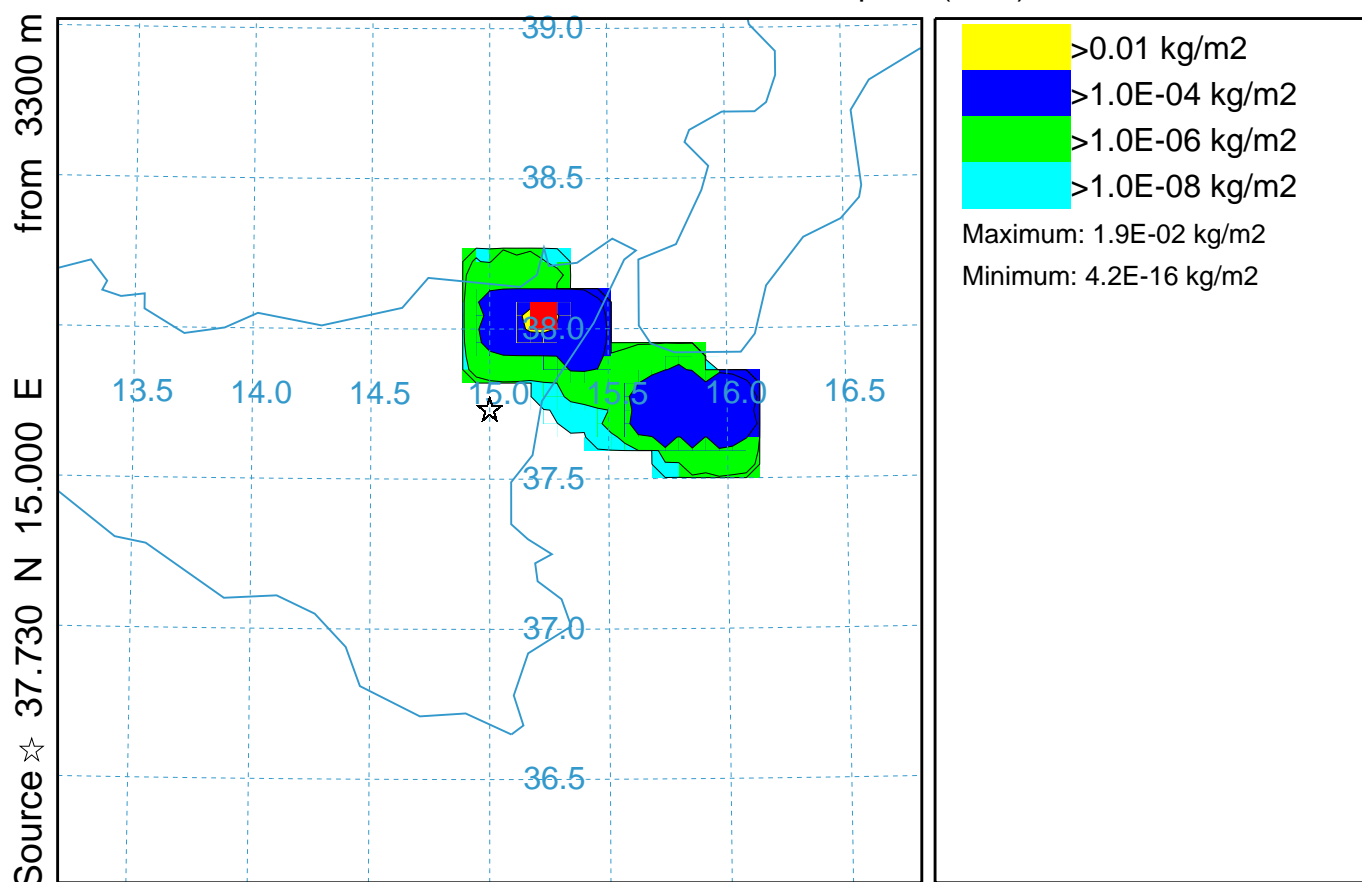 Source ☆ 37.730 N 15.000 E from 3300 m
39.0
38.5
38.0
13.5 14.0 14.5 15.0 15.5 16.0 16.5
37.5
37.0
36.5
>0.01 kg/m2
>1.0E-04 kg/m2
>1.0E-06 kg/m2
>1.0E-08 kg/m2
Maximum: 1.9E-02 kg/m2
Minimum: 4.2E-16 kg/m2